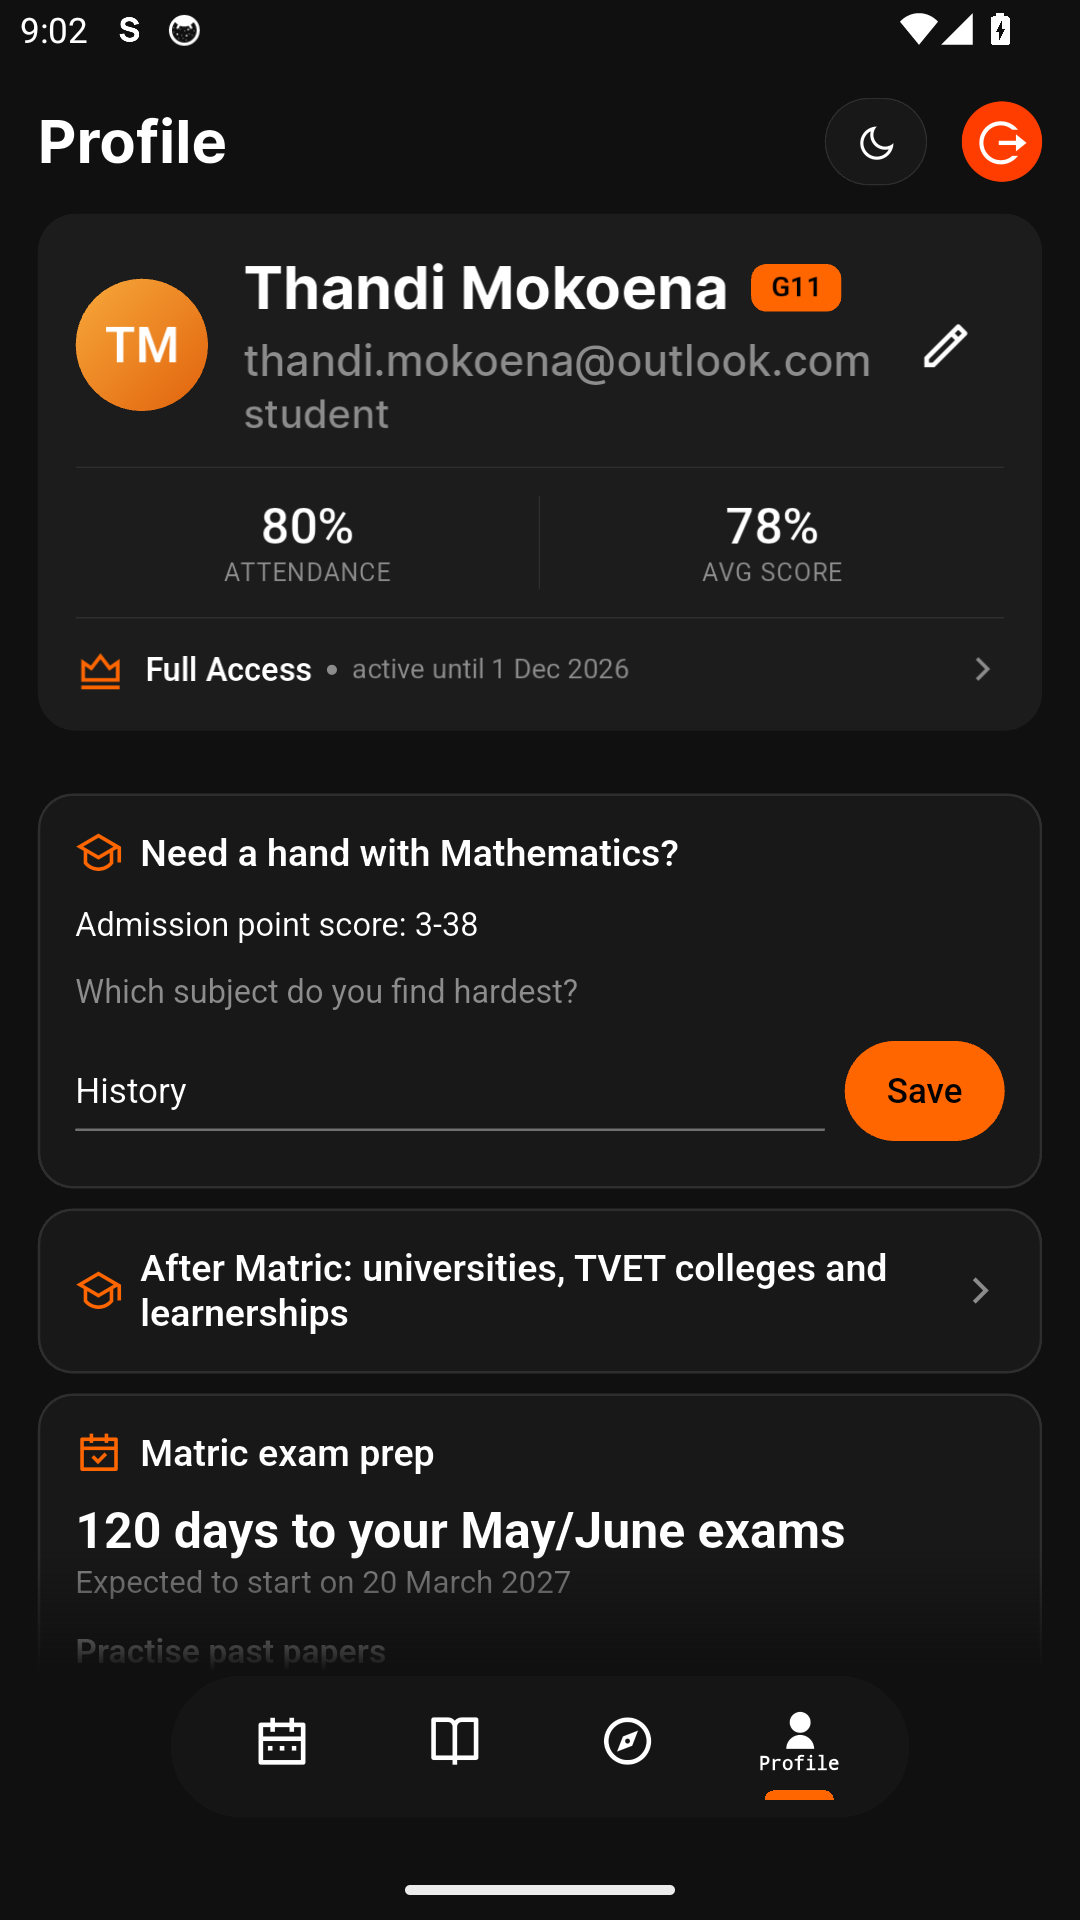 9:02 S
Profile
TM
Thandi Mokoena G11
thandi.mokoena@outlook.com
student
80%
ATTENDANCE
78%
AVG SCORE
Full Access • active until 1 Dec 2026
Need a hand with Mathematics?
Admission point score: 3-38
Which subject do you find hardest?
History
Save
After Matric: universities, TVET colleges and
learnerships
Matric exam prep
120 days to your May/June exams
Expected to start on 20 March 2027
Practise past papers
Profile